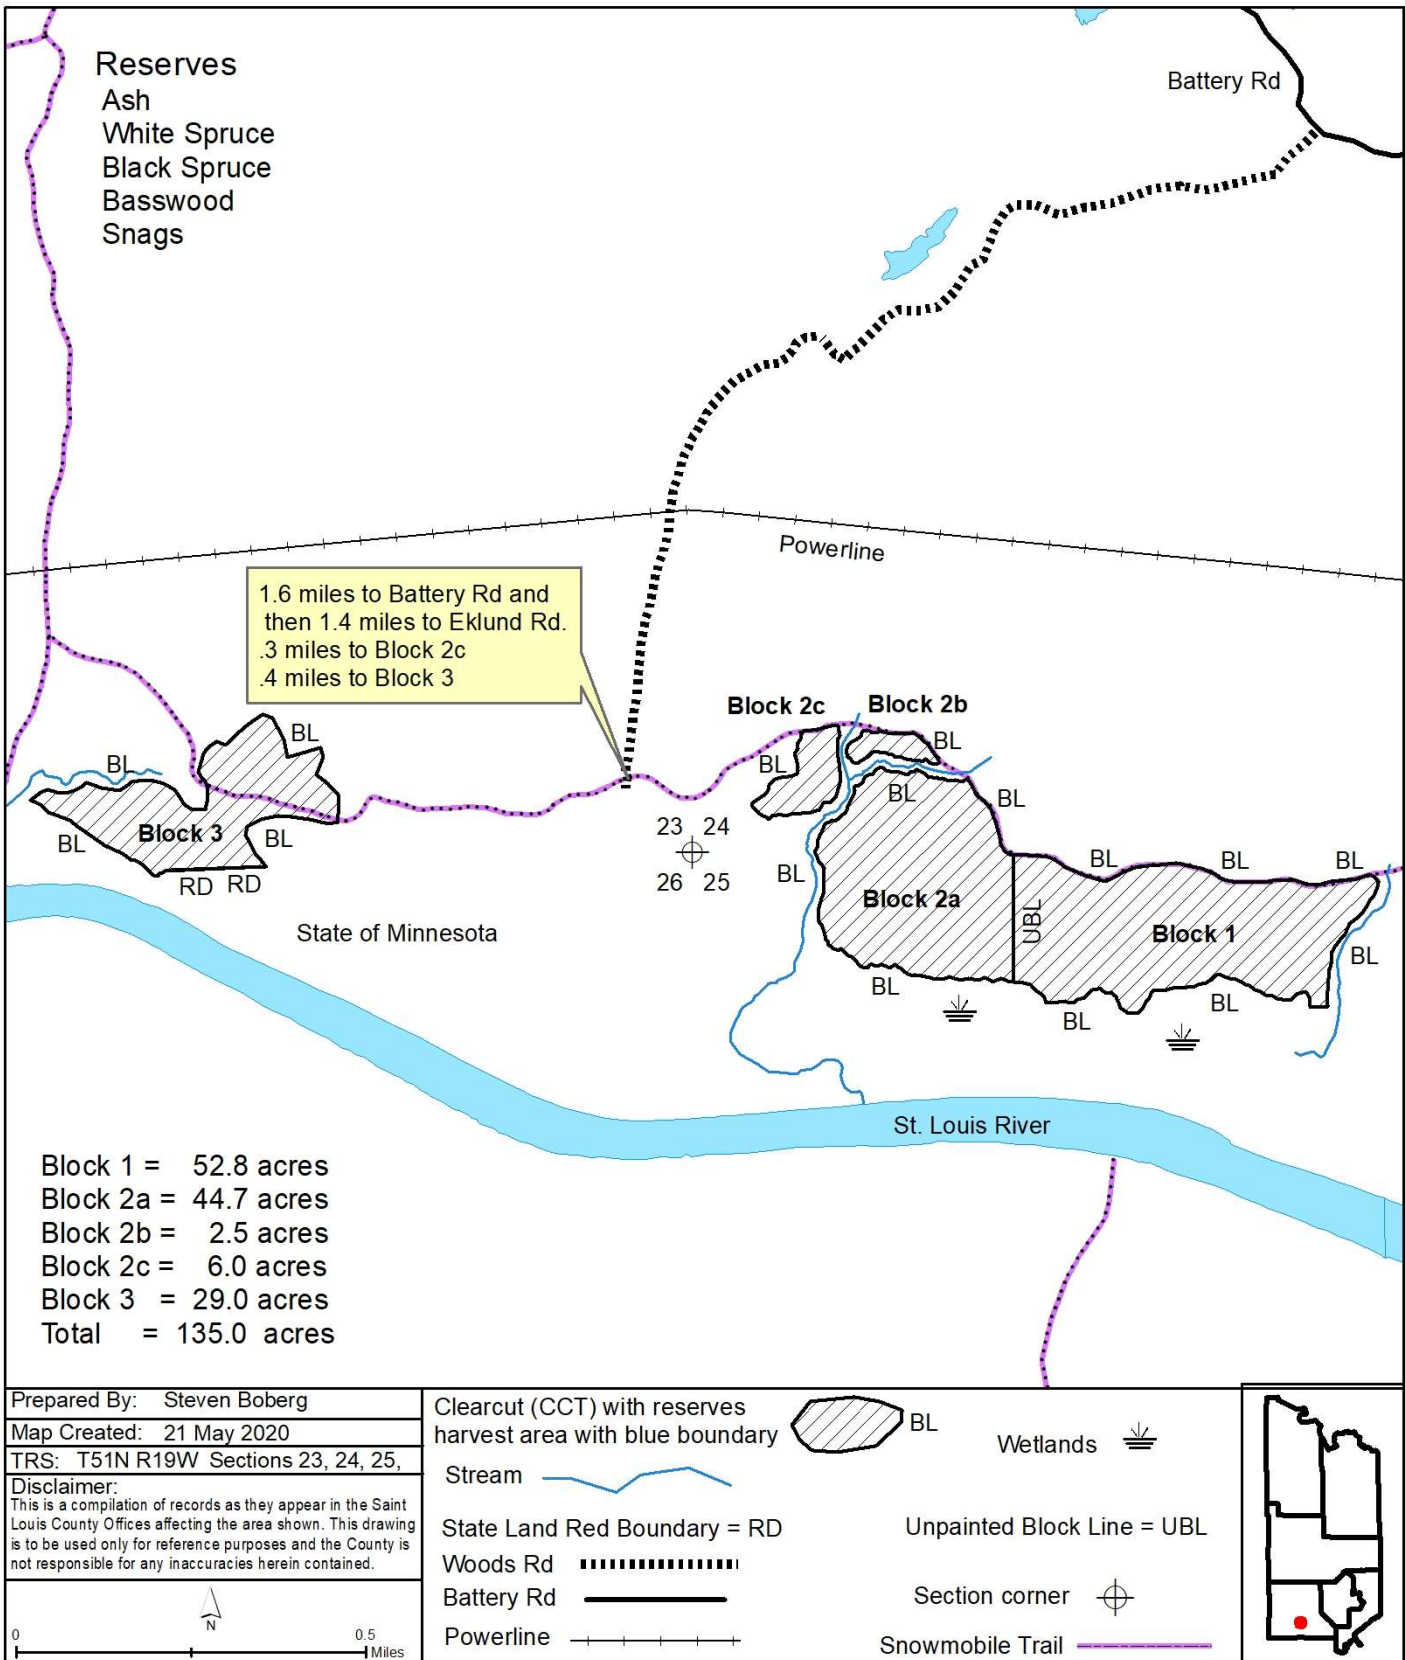 Reserves
Ash
White Spruce
Black Spruce
Basswood
Snags
Battery Rd
Powerline
1.6 miles to Battery Rd and
then 1.4 miles to Eklund Rd.
.3 miles to Block 2c
.4 miles to Block 3
Block 2c
Block 2b
BL
BL
BL
BL
BL
BL
Block 3
BL
BL
RD
RD
23 24
26 25
BL
BL
BL
BL
Block 2a
UBL
Block 1
BL
BL
BL
BL
BL
State of Minnesota
St. Louis River
Block 1 = 52.8 acres
Block 2a = 44.7 acres
Block 2b = 2.5 acres
Block 2c = 6.0 acres
Block 3 = 29.0 acres
Total = 135.0 acres
Prepared By: Steven Boberg
Map Created: 21 May 2020
TRS: T51N R19W Sections 23, 24, 25,
Disclaimer:
This is a compilation of records as they appear in the Saint
Louis County Offices affecting the area shown. This drawing
is to be used only for reference purposes and the County is
not responsible for any inaccuracies herein contained.
N
0 0.5
Miles
Clearcut (CCT) with reserves
harvest area with blue boundary
BL
Wetlands
Stream
State Land Red Boundary = RD
Unpainted Block Line = UBL
Woods Rd
Battery Rd
Section corner
Powerline
Snowmobile Trail